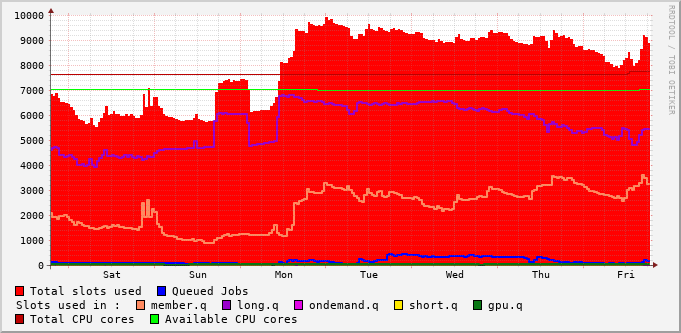 10000
9000
8000
7000
6000
5000
4000
3000
2000
1000
0
Sat Sun Mon Tue Wed Thu Fri
RRDTOOL / TOBI OETIKER
Total slots used Queued Jobs
Slots used in : member.q long.q ondemand.q short.q gpu.q
Total CPU cores Available CPU cores